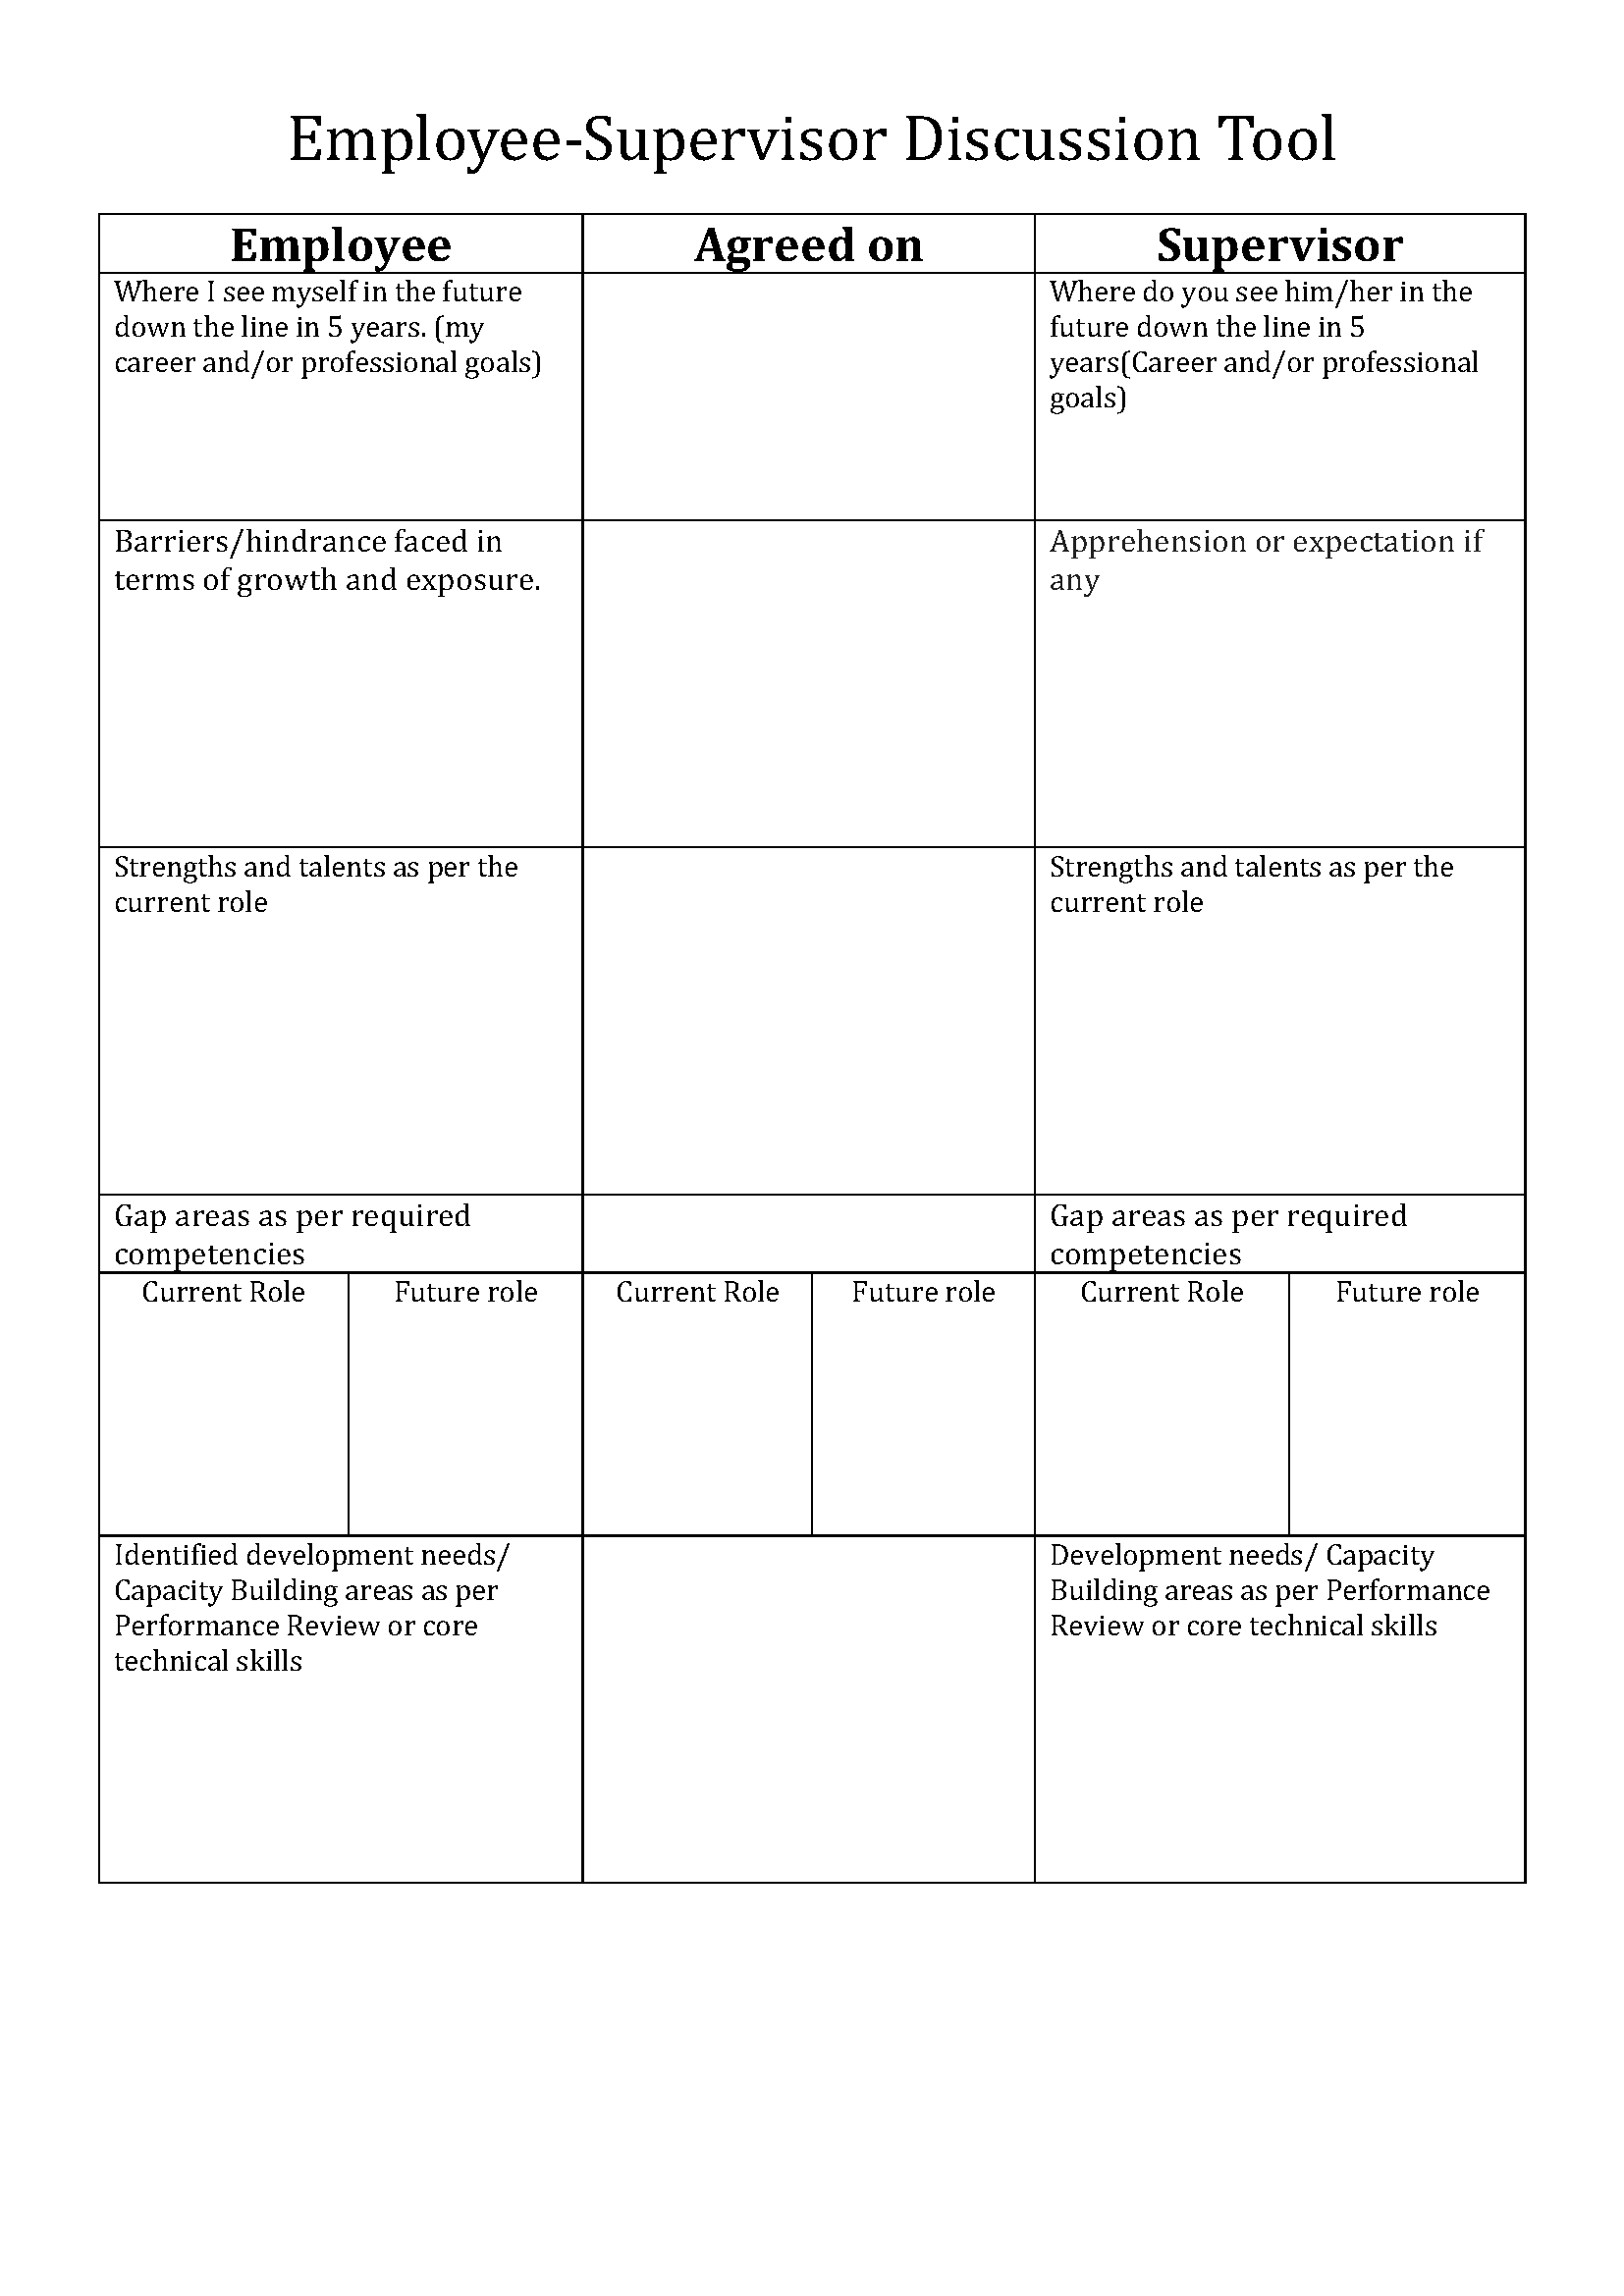 Employee-Supervisor Discussion Tool
Employee
Agreed on
Supervisor
Where I see myself in the future
down the line in 5 years. (my
career and/or professional goals)
Where do you see him/her in the
future down the line in 5
years(Career and/or professional
goals)
Barriers/hindrance faced in
terms of growth and exposure.
Apprehension or expectation if
any
Strengths and talents as per the
current role
Strengths and talents as per the
current role
Gap areas as per required
competencies
Gap areas as per required
competencies
Current Role
Future role
Current Role
Future role
Current Role
Future role
Identified development needs/
Capacity Building areas as per
Performance Review or core
technical skills
Development needs/ Capacity
Building areas as per Performance
Review or core technical skills